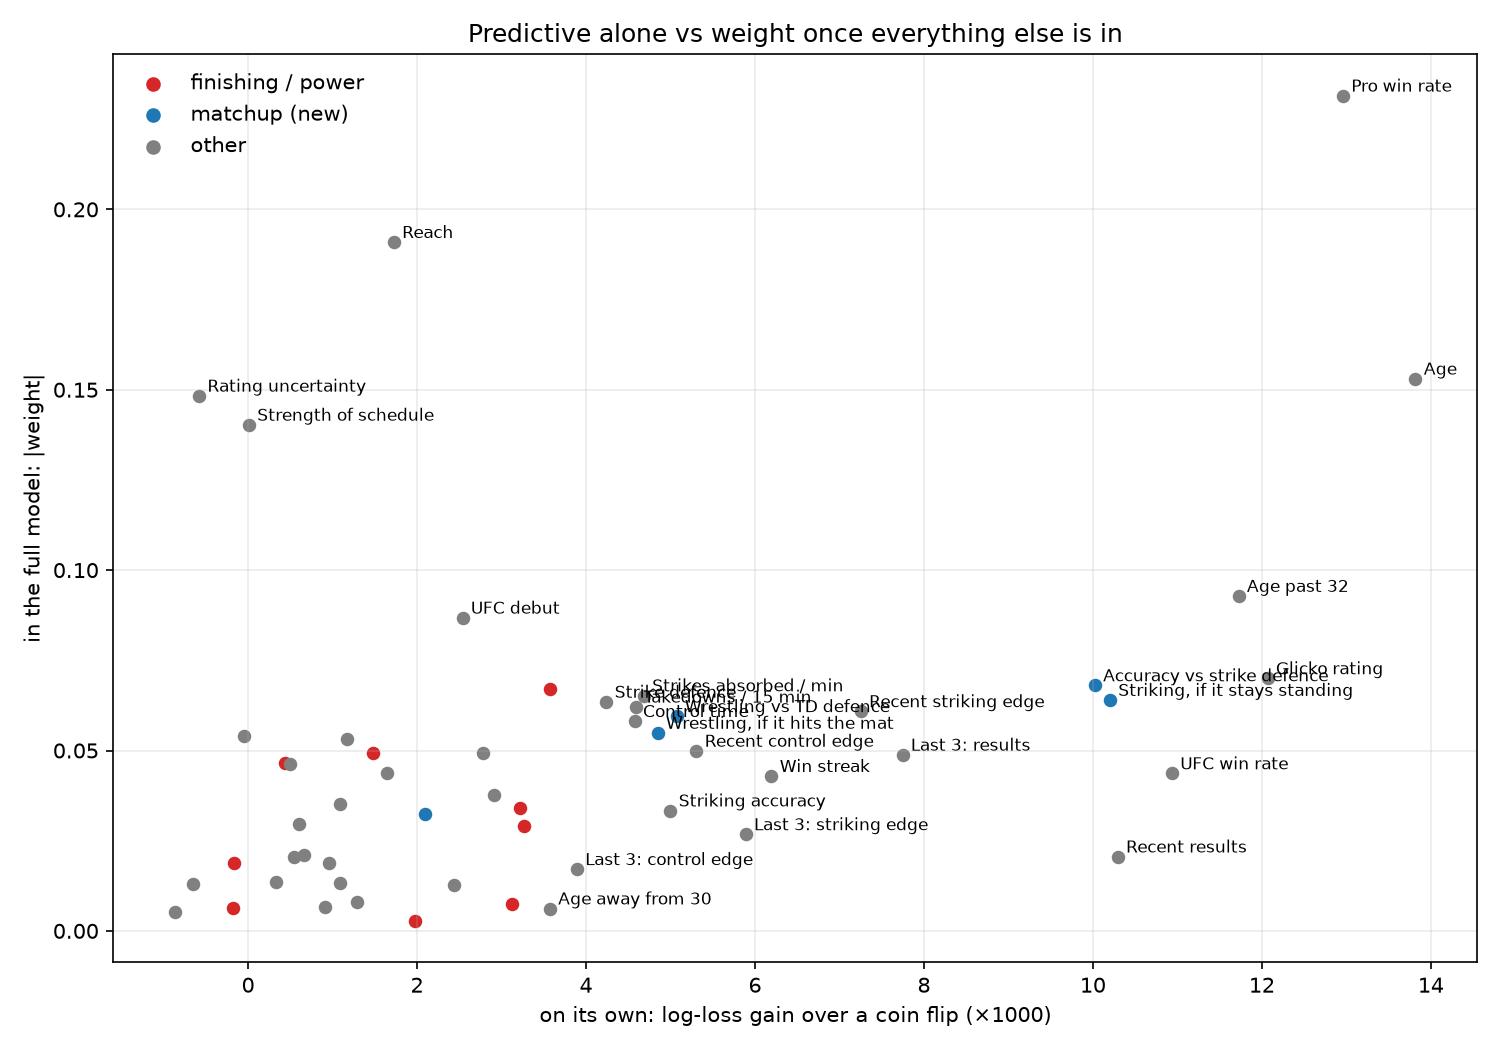 Predictive alone vs weight once everything else is in
finishing / power
matchup (new)
other
Pro win rate
Reach
Age
Rating uncertainty
Strength of schedule
Age past 32
UFC debut
Glicko rating
Accuracy vs strike defence
Striking, if it stays standing
Strikes absorbed / min
Strike defence
Takedowns / 15 min
Recent striking edge
Wrestling vs TD defence
Control time
Wrestling, if it hits the mat
Recent control edge
Last 3: results
Win streak
UFC win rate
Striking accuracy
Last 3: striking edge
Recent results
Last 3: control edge
Age away from 30
0.20
0.15
0.10
0.05
0.00
in the full model: |weight|
0 2 4 6 8 10 12 14
on its own: log-loss gain over a coin flip (×1000)